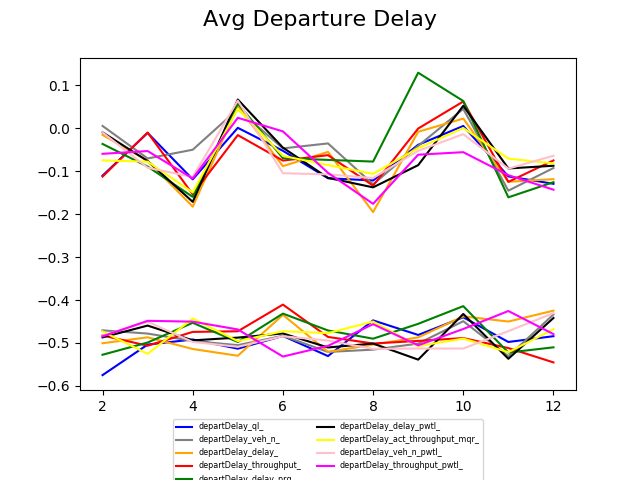 Avg Departure Delay
0.1
0.0
−0.1
−0.2
−0.3
−0.4
−0.5
−0.6
2 4 6 8 10 12
departDelay_ql_
departDelay_veh_n_
departDelay_delay_
departDelay_throughput_
departDelay_delay_prq_
departDelay_delay_pwtl_
departDelay_act_throughput_mqr_
departDelay_veh_n_pwtl_
departDelay_throughput_pwtl_